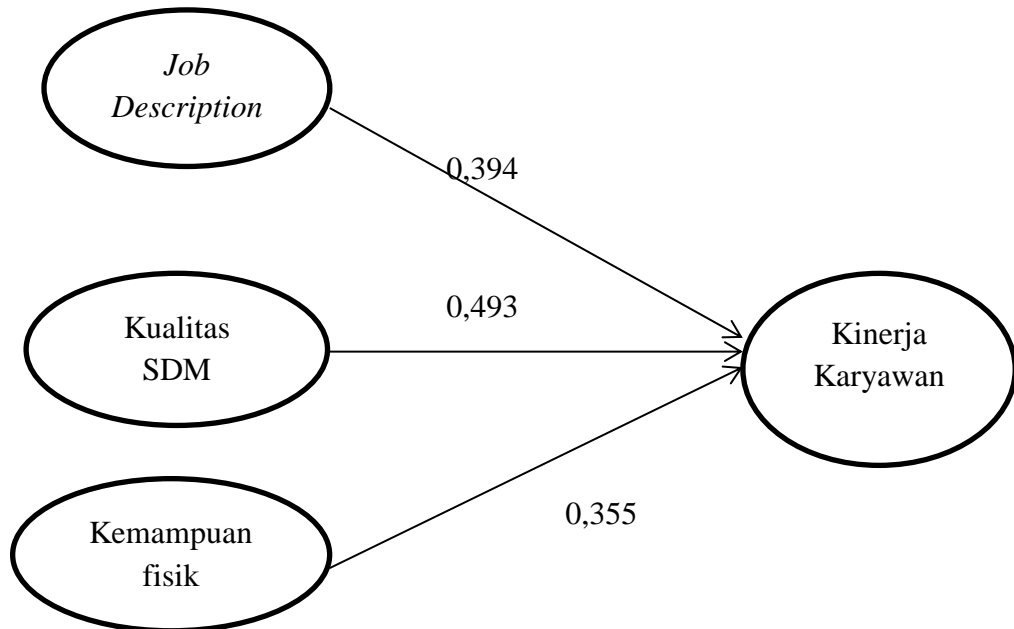 Job
Description
0,394
Kualitas
SDM
0,493
Kinerja
Karyawan
Kemampuan
fisik
0,355